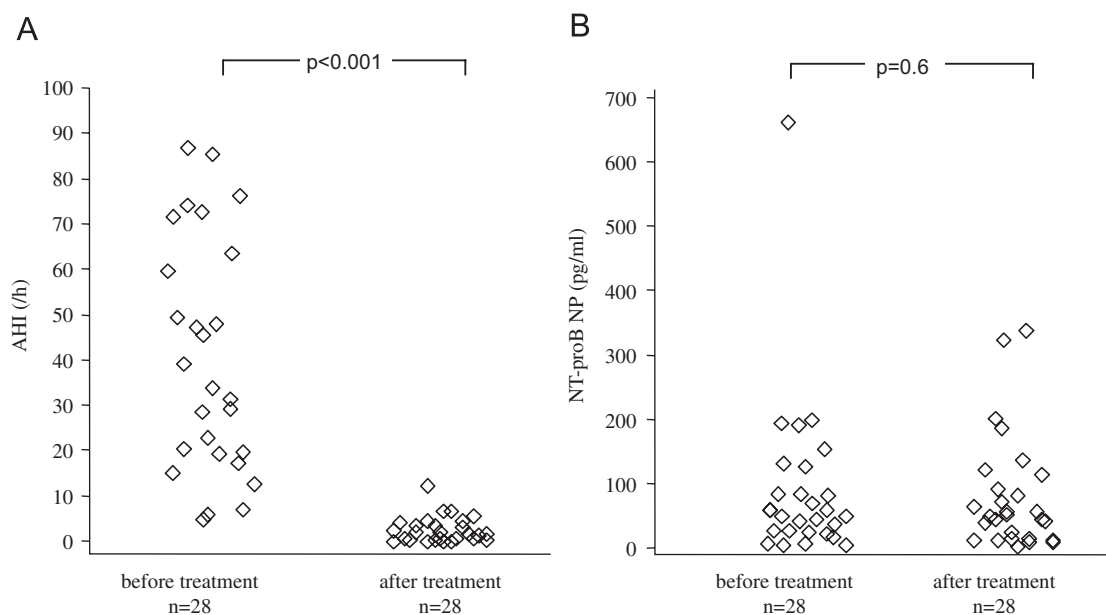 A
p<0.001
100
90
80
70
60
50
40
30
20
10
0
AHI (/h)
before treatment
n=28
after treatment
n=28
B
p=0.6
700
600
500
400
300
200
100
0
NT-proB NP (pg/ml)
before treatment
n=28
after treatment
n=28